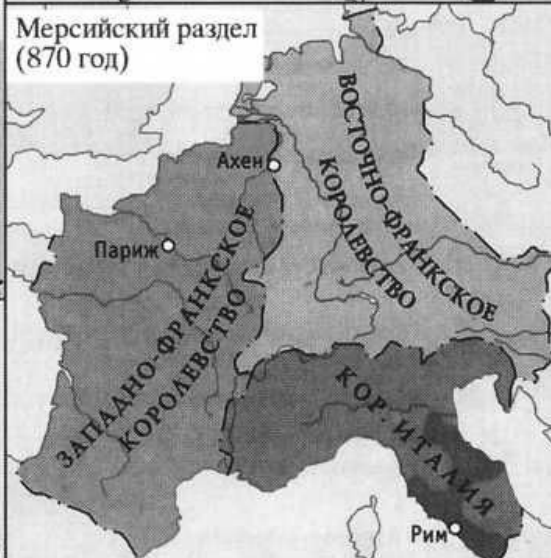 Мерсийский раздел
(870 год)
ВОСТОЧНО-ФРАНКСКОЕ
КОРОЛЕВСТВО
Ахен
Париж
ЗАПАДНО-ФРАНКСКОЕ
КОРОЛЕВСТВО
КОР. ИТАЛИЯ
Рим